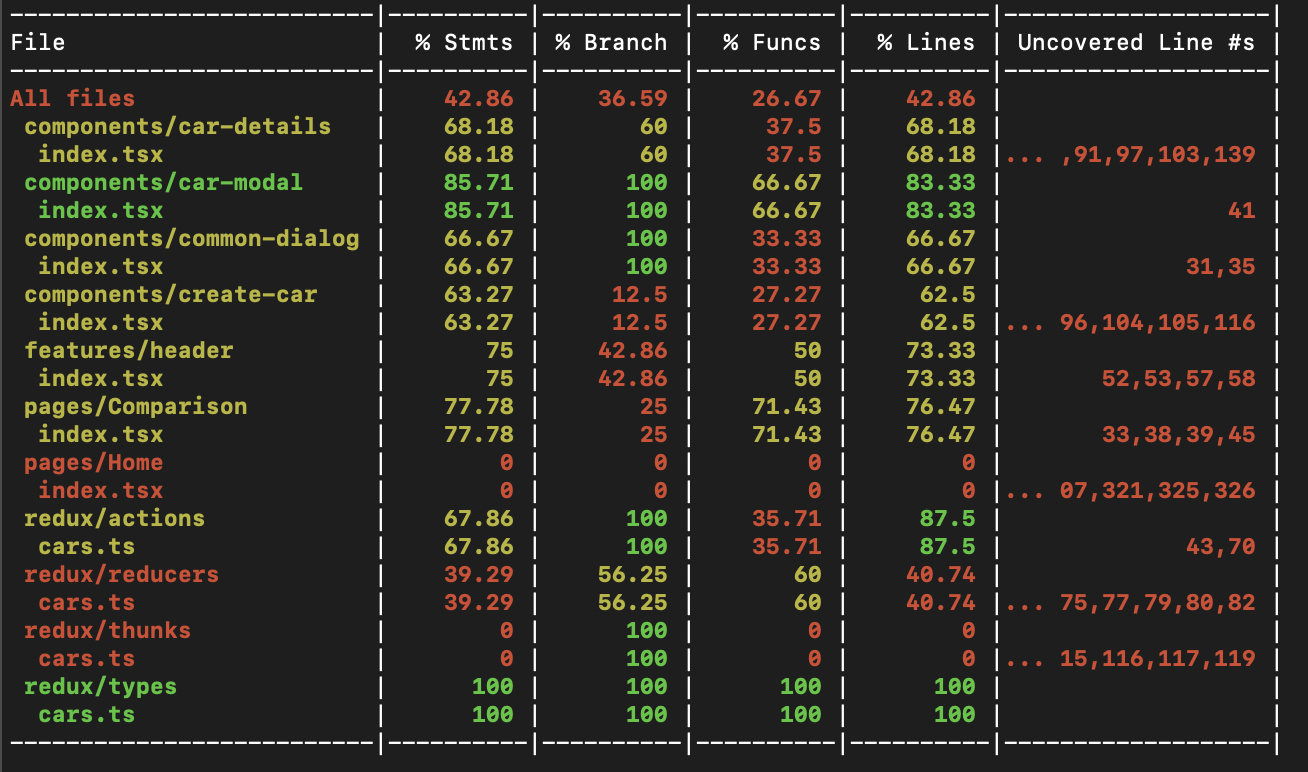 File | % Stmts | % Branch | % Funcs | % Lines | Uncovered Line #s |
All files | 42.86 | 36.59 | 26.67 | 42.86 | |
components/car-details | 68.18 | 60 | 37.5 | 68.18 | |
index.tsx | 68.18 | 60 | 37.5 | 68.18 |... ,91,97,103,139 |
components/car-modal | 85.71 | 100 | 66.67 | 83.33 | |
index.tsx | 85.71 | 100 | 66.67 | 83.33 | 41 |
components/common-dialog | 66.67 | 100 | 33.33 | 66.67 | |
index.tsx | 66.67 | 100 | 33.33 | 66.67 | 31,35 |
components/create-car | 63.27 | 12.5 | 27.27 | 62.5 | |
index.tsx | 63.27 | 12.5 | 27.27 | 62.5 |... 96,104,105,116 |
features/header | 75 | 42.86 | 50 | 73.33 | |
index.tsx | 75 | 42.86 | 50 | 73.33 | 52,53,57,58 |
pages/Comparison | 77.78 | 25 | 71.43 | 76.47 | |
index.tsx | 77.78 | 25 | 71.43 | 76.47 | 33,38,39,45 |
pages/Home | 0 | 0 | 0 | 0 | |
index.tsx | 0 | 0 | 0 | 0 |... 07,321,325,326 |
redux/actions | 67.86 | 100 | 35.71 | 87.5 | |
cars.ts | 67.86 | 100 | 35.71 | 87.5 | 43,70 |
redux/reducers | 39.29 | 56.25 | 60 | 40.74 | |
cars.ts | 39.29 | 56.25 | 60 | 40.74 |... 75,77,79,80,82 |
redux/thunks | 0 | 100 | 0 | 0 | |
cars.ts | 0 | 100 | 0 | 0 |... 15,116,117,119 |
redux/types | 100 | 100 | 100 | 100 | |
cars.ts | 100 | 100 | 100 | 100 | |